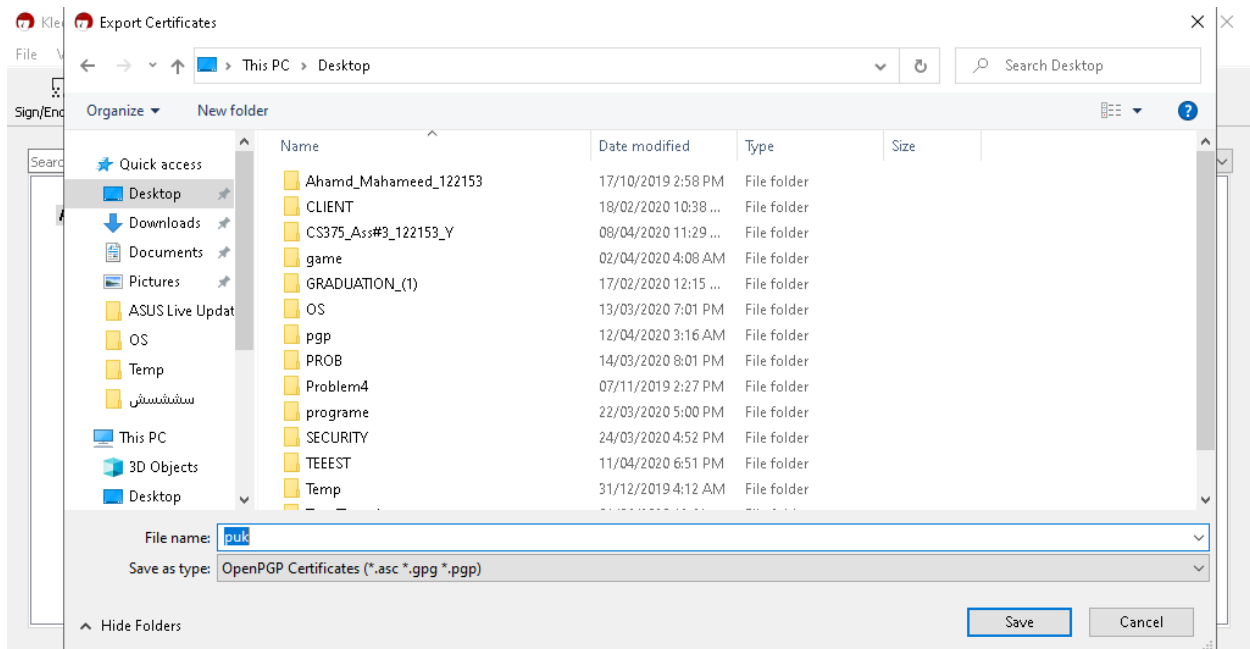 Kle Export Certificates
File V
This PC > Desktop
Search Desktop
Sign/Enc
Organize New folder
Searc
Name Date modified Type Size
Quick access
Desktop
Downloads
Documents
Pictures
ASUS Live Updat
OS
Temp
سششسش
This PC
3D Objects
Desktop
Ahamd_Mahameed_122153 17/10/2019 2:58 PM File folder
CLIENT 18/02/2020 10:38 ... File folder
CS375_Ass#3_122153_Y 08/04/2020 11:29 ... File folder
game 02/04/2020 4:08 AM File folder
GRADUATION_(1) 17/02/2020 12:15 ... File folder
OS 13/03/2020 7:01 PM File folder
pgp 12/04/2020 3:16 AM File folder
PROB 14/03/2020 8:01 PM File folder
Problem4 07/11/2019 2:27 PM File folder
programe 22/03/2020 5:00 PM File folder
SECURITY 24/03/2020 4:52 PM File folder
TEEEST 11/04/2020 6:51 PM File folder
Temp 31/12/2019 4:12 AM File folder
File name: puk
Save as type: OpenPGP Certificates (*.asc *.gpg *.pgp)
Hide Folders
Save Cancel